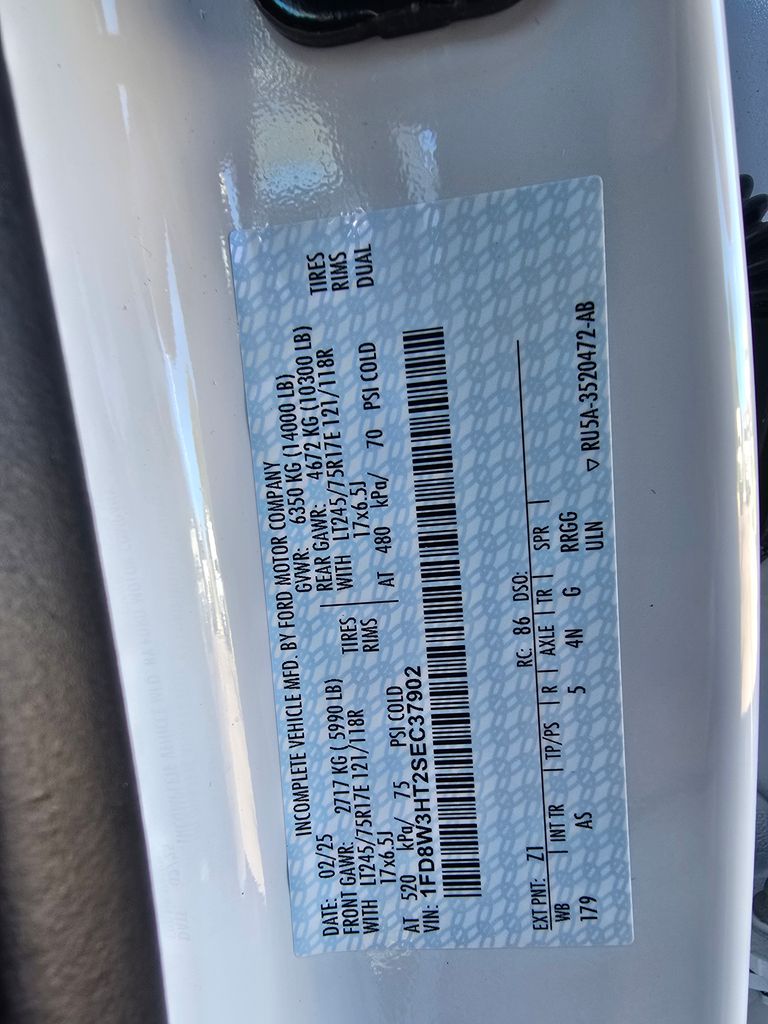 INCOMPLETE VEHICLE MFD. BY FORD MOTOR COMPANY
DATE: 02/25 GVWR: 6350 KG (14000 LB)
FRONT GAWR: 2717 KG ( 5990 LB) REAR GAWR: 4672 KG (10300 LB)
WITH LT245/75R17E 121/118R TIRES WITH LT245/75R17E 121/118R TIRES
17x6.5J RIMS 17x6.5J RIMS
AT 520 kPa/ 75 PSI COLD AT 480 kPa/ 70 PSI COLD DUAL
VIN: 1FD8W3HT2SEC37902
EXT PNT: Z1 RC: 86 DSO:
WB | INT TR | TP/PS | R | AXLE | TR | SPR |
179 AS 5 4N G RRGG
ULN ▽ RU5A-3520472-AB